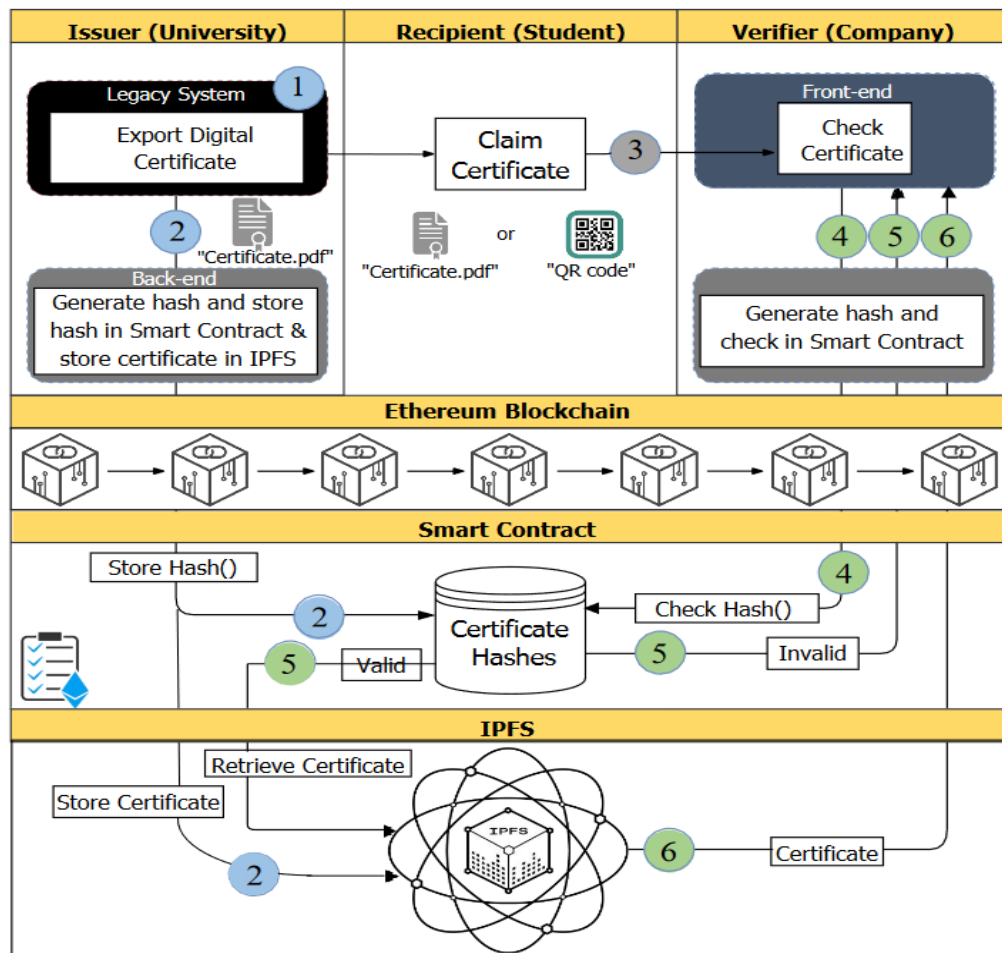 Issuer (University)
Recipient (Student)
Verifier (Company)
1
Legacy System
Export Digital
Certificate
Claim
Certificate
3
Front-end
Check
Certificate
2
"Certificate.pdf"
"Certificate.pdf"
or
"QR code"
4
5
6
Back-end
Generate hash and store
hash in Smart Contract &
store certificate in IPFS
Generate hash and
check in Smart Contract
Ethereum Blockchain
Smart Contract
Store Hash()
2
Certificate
Hashes
4
Check Hash()
5
Valid
5
Invalid
IPFS
Retrieve Certificate
Store Certificate
2
IPFS
6
Certificate